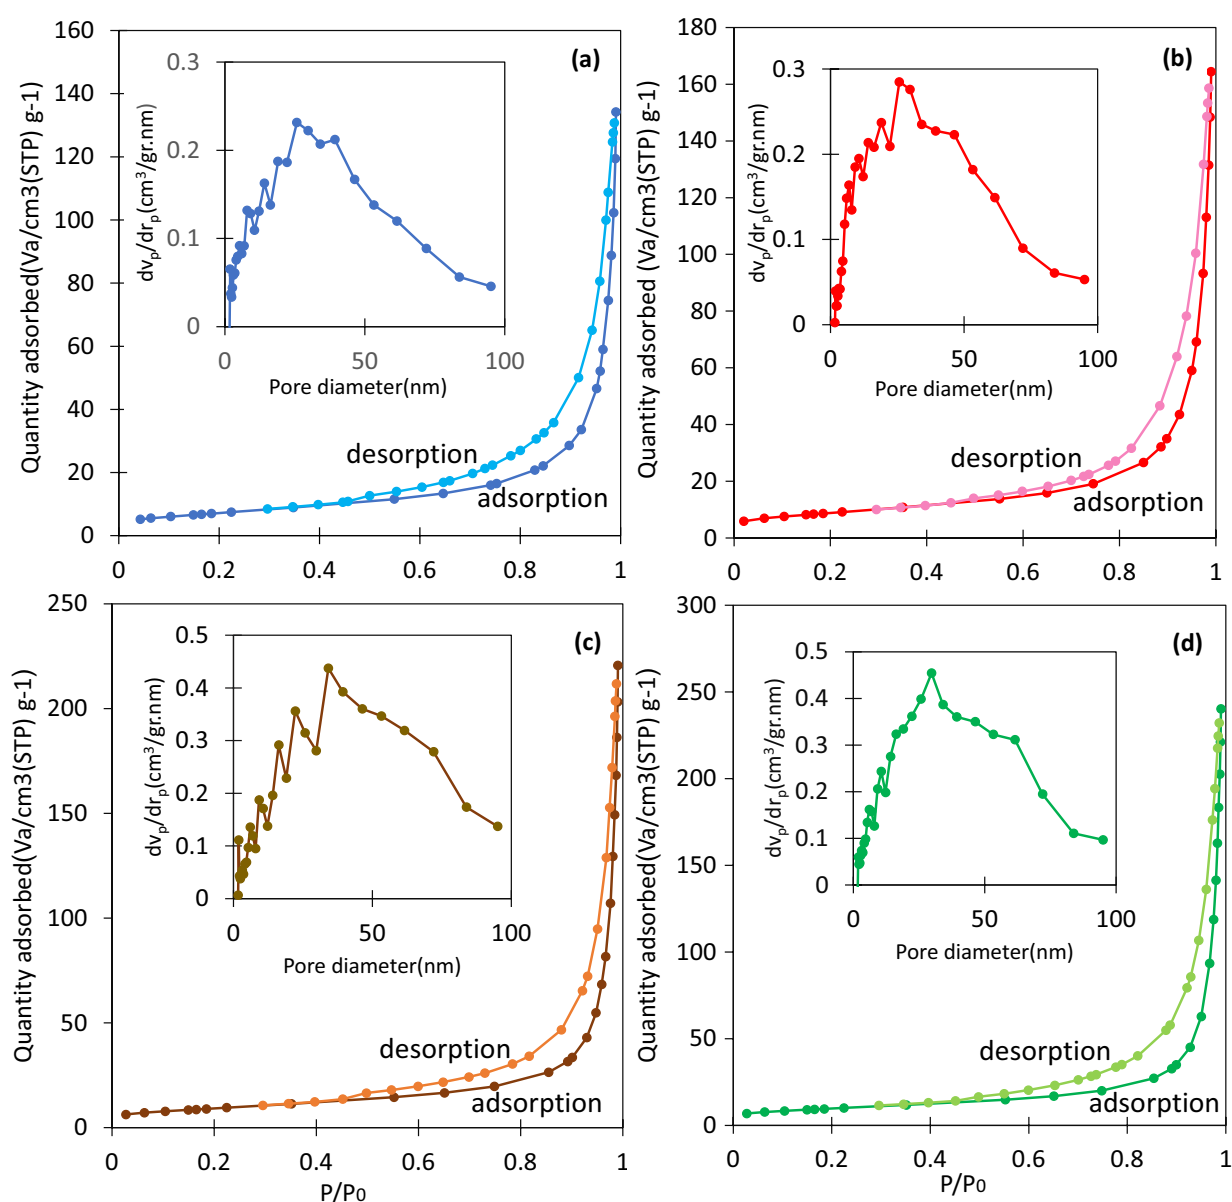 (a)
Quantity adsorbed(Va/cm3(STP) g-1)
160
140
120
100
80
60
40
20
0
0 0.2 0.4 0.6 0.8 1
dvp/drp(cm³/gr.nm)
0.3
0.2
0.1
0
0 50 100
Pore diameter(nm)
desorption
adsorption
(b)
Quantity adsorbed (Va/cm3(STP) g-1)
180
160
140
120
100
80
60
40
20
0
0 0.2 0.4 0.6 0.8 1
dvp/drp(cm³/gr.nm)
0.3
0.2
0.1
0
0 50 100
Pore diameter(nm)
desorption
adsorption
(c)
Quantity adsorbed(Va/cm3(STP) g-1)
250
200
150
100
50
0
0 0.2 0.4 0.6 0.8 1
P/P0
dvp/drp(cm³/gr.nm)
0.5
0.4
0.3
0.2
0.1
0
0 50 100
Pore diameter(nm)
desorption
adsorption
(d)
Quantity adsorbed(Va/cm3(STP) g-1)
300
250
200
150
100
50
0
0 0.2 0.4 0.6 0.8 1
P/P0
dvp/drp(cm³/gr.nm)
0.5
0.4
0.3
0.2
0.1
0
0 50 100
Pore diameter(nm)
desorption
adsorption